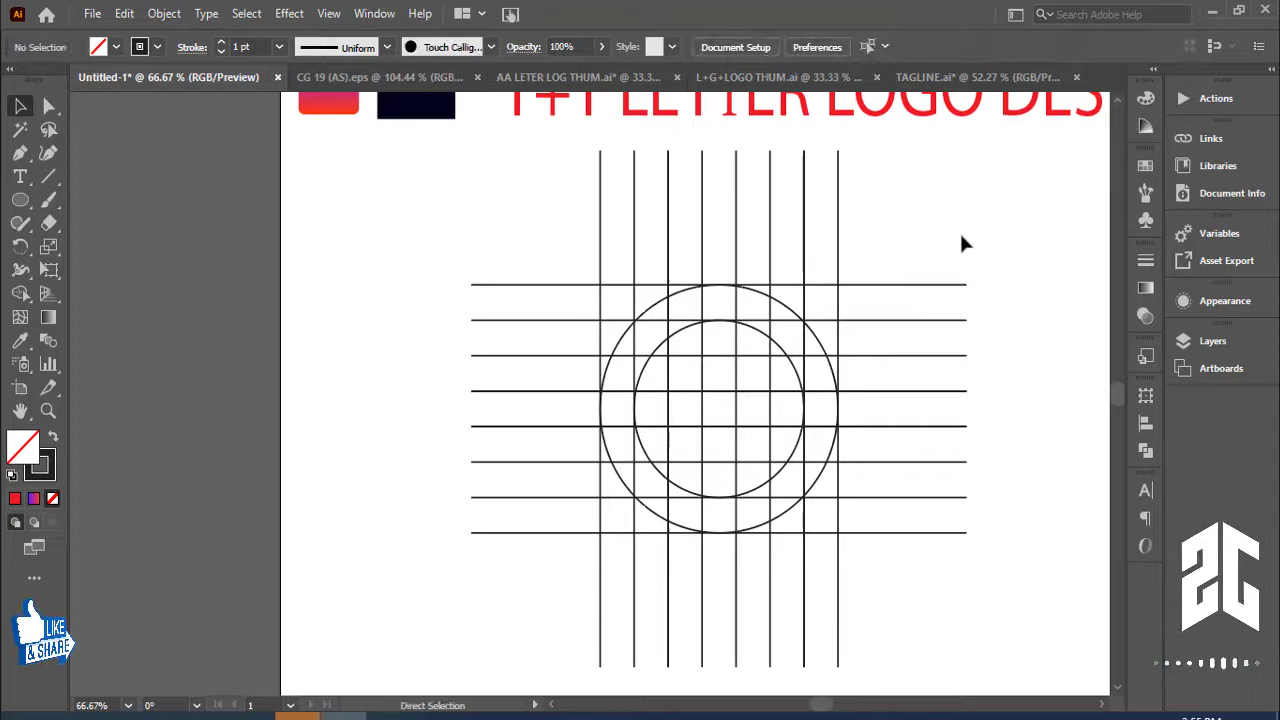 Ai File Edit Object Type Select Effect View Window Help Search Adobe Help
No Selection Stroke: 1 pt Uniform Touch Callig... Opacity: 100% Style: Document Setup Preferences
Untitled-1* @ 66.67 % (RGB/Preview) × CG 19 (AS).eps @ 104.44 % (RGB... × AA LETER LOG THUM.ai* @ 33.3... × L+G+LOGO THUM.ai @ 33.33 % ... × TAGLINE.ai* @ 52.27 % (RGB/Pr... ×
LOGO DES
Actions
Links
Libraries
Document Info
Variables
Asset Export
Appearance
Layers
Artboards
LIKE
& SHARE
66.67% 0° 1 Direct Selection